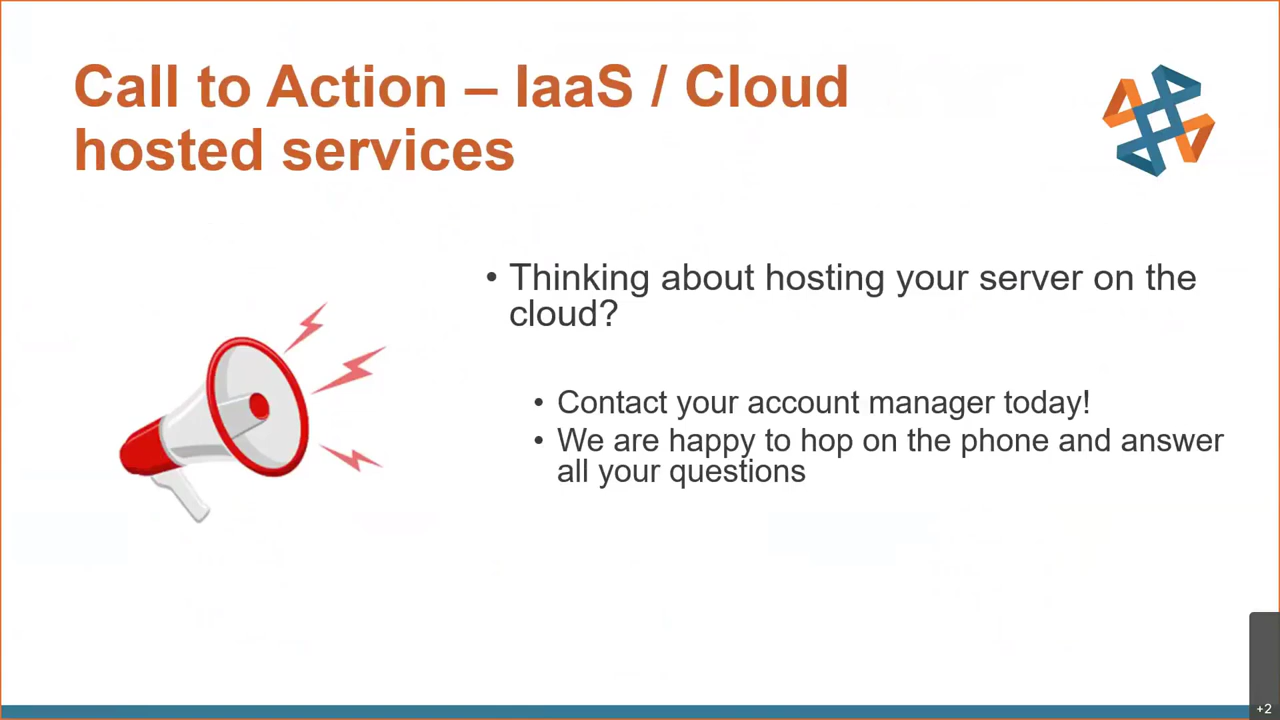 Call to Action – IaaS / Cloud
hosted services
• Thinking about hosting your server on the
cloud?
• Contact your account manager today!
• We are happy to hop on the phone and answer
all your questions
+2